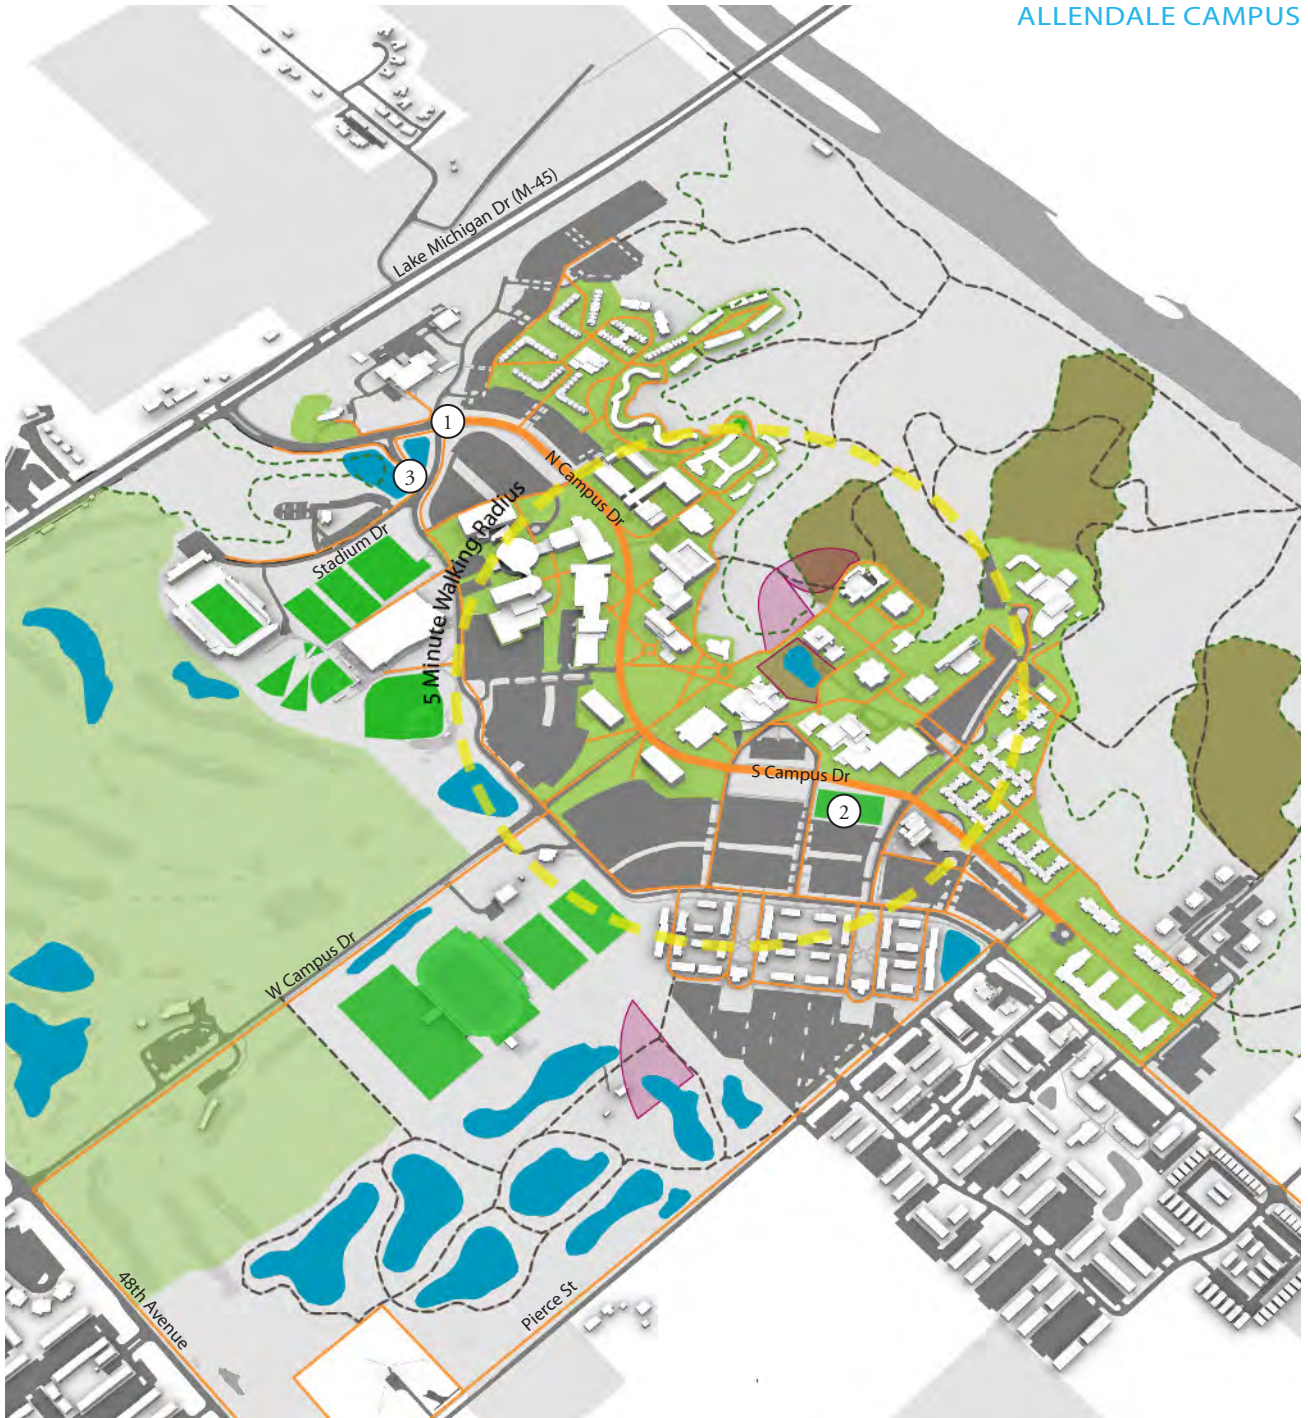 ALLENDALE CAMPUS
Lake Michigan Dr (M-45)
1
N Campus Dr
3
5 Minute Walking Radius
Stadium Dr
S Campus Dr
2
W Campus Dr
48th Avenue
Pierce St